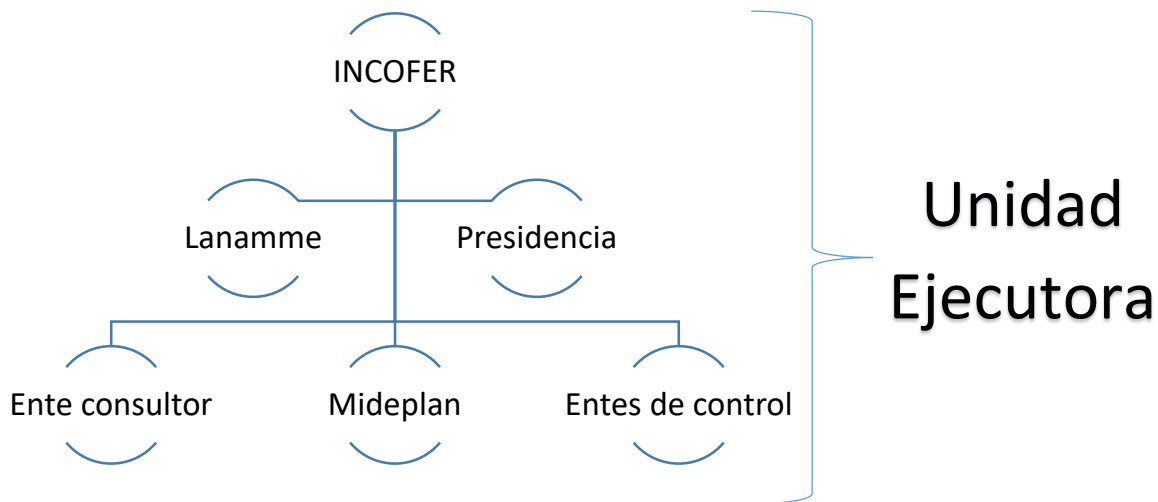 INCOFER
Lanamme
Presidencia
Ente consultor
Mideplan
Entes de control
Unidad
Ejecutora